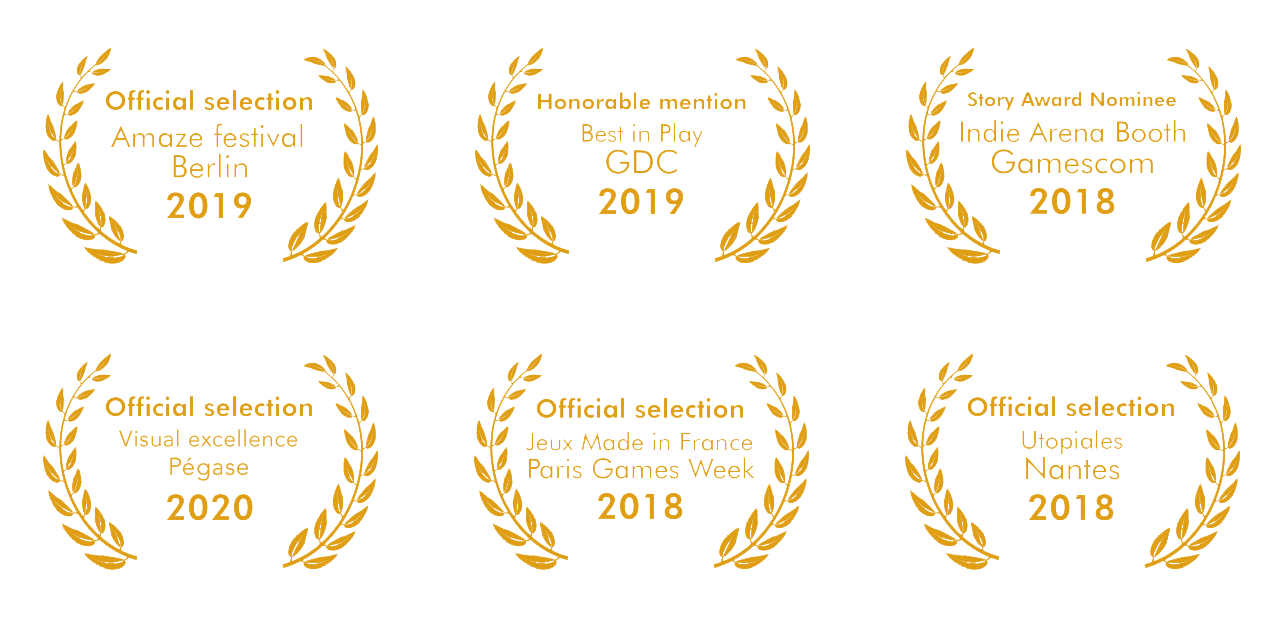 Official selection
Amaze festival
Berlin
2019
Honorable mention
Best in Play
GDC
2019
Story Award Nominee
Indie Arena Booth
Gamescom
2018
Official selection
Visual excellence
Pégase
2020
Official selection
Jeux Made in France
Paris Games Week
2018
Official selection
Utopiales
Nantes
2018